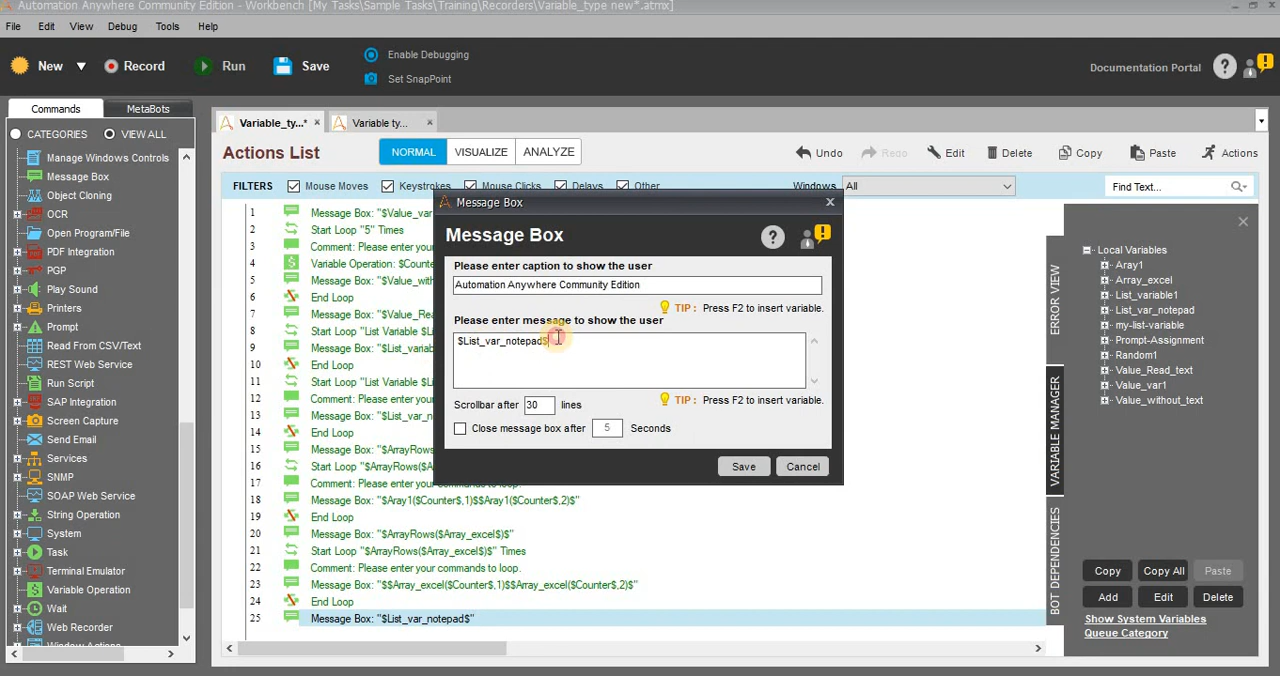 Automation Anywhere Community Edition - Workbench [My Tasks\Sample Tasks\Training\Recorders\Variable_type new*.atmx]
File Edit View Debug Tools Help
New Record Run Save
Enable Debugging
Set SnapPoint
Documentation Portal
Commands MetaBots
CATEGORIES VIEW ALL
Manage Windows Controls
Message Box
Object Cloning
OCR
Open Program/File
PDF Integration
PGP
Play Sound
Printers
Prompt
Read From CSV/Text
REST Web Service
Run Script
SAP Integration
Screen Capture
Send Email
Services
SNMP
SOAP Web Service
String Operation
System
Task
Terminal Emulator
Variable Operation
Wait
Web Recorder
Variable_ty...* Variable ty...
Actions List NORMAL VISUALIZE ANALYZE
Undo Redo Edit Delete Copy Paste Actions
FILTERS Mouse Moves Keystrokes Mouse Clicks Delays Other Windows All Find Text...
1 Message Box: "$Value_var
2 Start Loop "5" Times
3 Comment: Please enter your
4 Variable Operation: $Counte
5 Message Box: "$Value_with
6 End Loop
7 Message Box: "$Value_Rea
8 Start Loop "List Variable $L
9 Message Box: "$List_variab
10 End Loop
11 Start Loop "List Variable $L
12 Comment: Please enter your
13 Message Box: "$List_var_n
14 End Loop
15 Message Box: "$ArrayRows
16 Start Loop "$ArrayRows($A
17 Comment: Please enter your commands to loop.
18 Message Box: "$Aray1($Counter$,1)$$Aray1($Counter$,2)$"
19 End Loop
20 Message Box: "$ArrayRows($Array_excel$)$"
21 Start Loop "$ArrayRows($Array_excel$)$" Times
22 Comment: Please enter your commands to loop.
23 Message Box: "$$Array_excel($Counter$,1)$$Array_excel($Counter$,2)$"
24 End Loop
25 Message Box: "$List_var_notepad$"
Message Box
Message Box
Please enter caption to show the user
Automation Anywhere Community Edition
TIP : Press F2 to insert variable.
Please enter message to show the user
$List_var_notepad$
TIP : Press F2 to insert variable.
Scrollbar after 30 lines
Close message box after 5 Seconds
Save Cancel
ERROR VIEW
VARIABLE MANAGER
BOT DEPENDENCIES
Local Variables
Aray1
Array_excel
List_variable1
List_var_notepad
my-list-variable
Prompt-Assignment
Random1
Value_Read_text
Value_var1
Value_without_text
Copy Copy All Paste
Add Edit Delete
Show System Variables
Queue Category